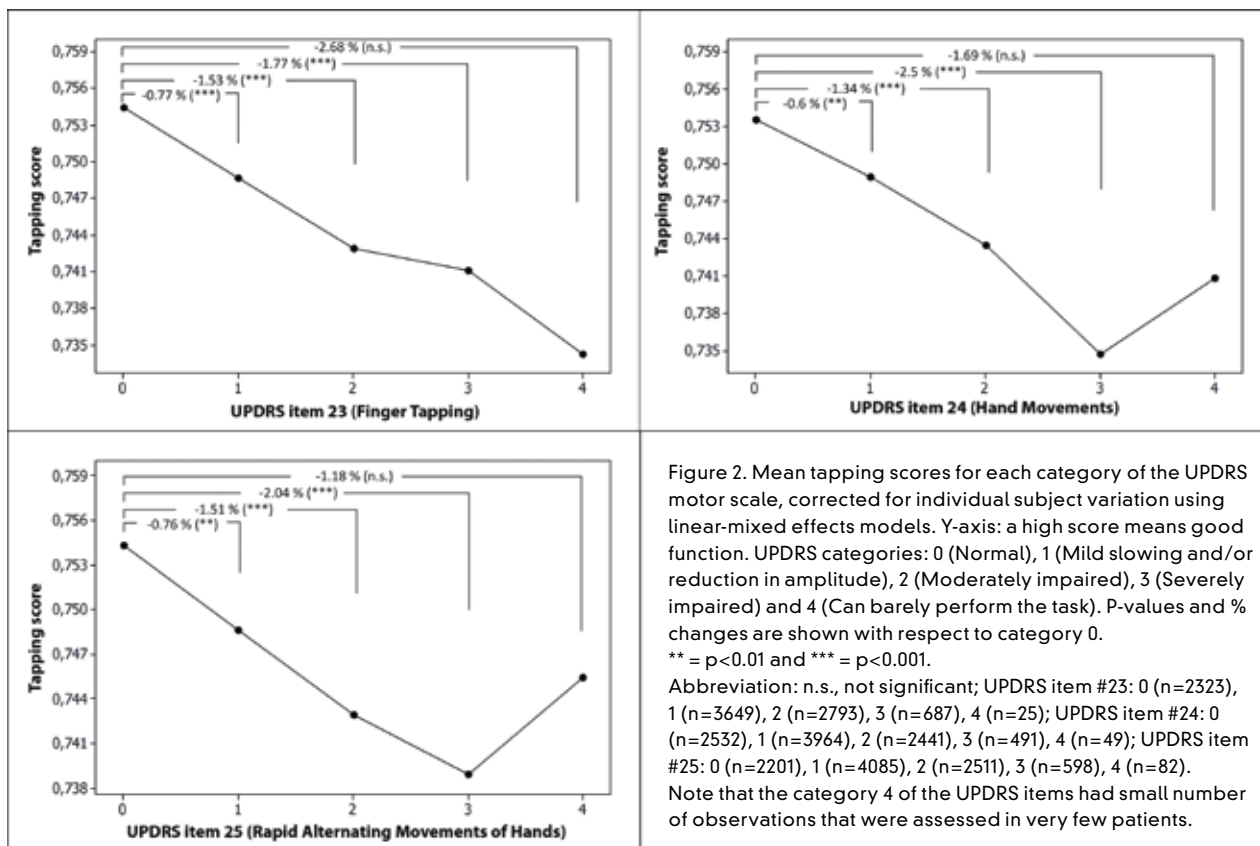 0,759
0,756
0,753
0,750
0,747
0,744
0,741
0,738
0,735
Tapping score
-2.68 % (n.s.)
-1.77 % (***)
-1.53 % (***)
-0.77 % (***)
0 1 2 3 4
UPDRS item 23 (Finger Tapping)
0,759
0,756
0,753
0,750
0,747
0,744
0,741
0,738
0,735
Tapping score
-1.69 % (n.s.)
-2.5 % (***)
-1.34 % (***)
-0.6 % (**)
0 1 2 3 4
UPDRS item 24 (Hand Movements)
0,759
0,756
0,753
0,750
0,747
0,744
0,741
0,738
Tapping score
-1.18 % (n.s.)
-2.04 % (***)
-1.51 % (***)
-0.76 % (**)
0 1 2 3 4
UPDRS item 25 (Rapid Alternating Movements of Hands)
Figure 2. Mean tapping scores for each category of the UPDRS
motor scale, corrected for individual subject variation using
linear-mixed effects models. Y-axis: a high score means good
function. UPDRS categories: 0 (Normal), 1 (Mild slowing and/or
reduction in amplitude), 2 (Moderately impaired), 3 (Severely
impaired) and 4 (Can barely perform the task). P-values and %
changes are shown with respect to category 0.
** = p<0.01 and *** = p<0.001.
Abbreviation: n.s., not significant; UPDRS item #23: 0 (n=2323),
1 (n=3649), 2 (n=2793), 3 (n=687), 4 (n=25); UPDRS item #24: 0
(n=2532), 1 (n=3964), 2 (n=2441), 3 (n=491), 4 (n=49); UPDRS item
#25: 0 (n=2201), 1 (n=4085), 2 (n=2511), 3 (n=598), 4 (n=82).
Note that the category 4 of the UPDRS items had small number
of observations that were assessed in very few patients.